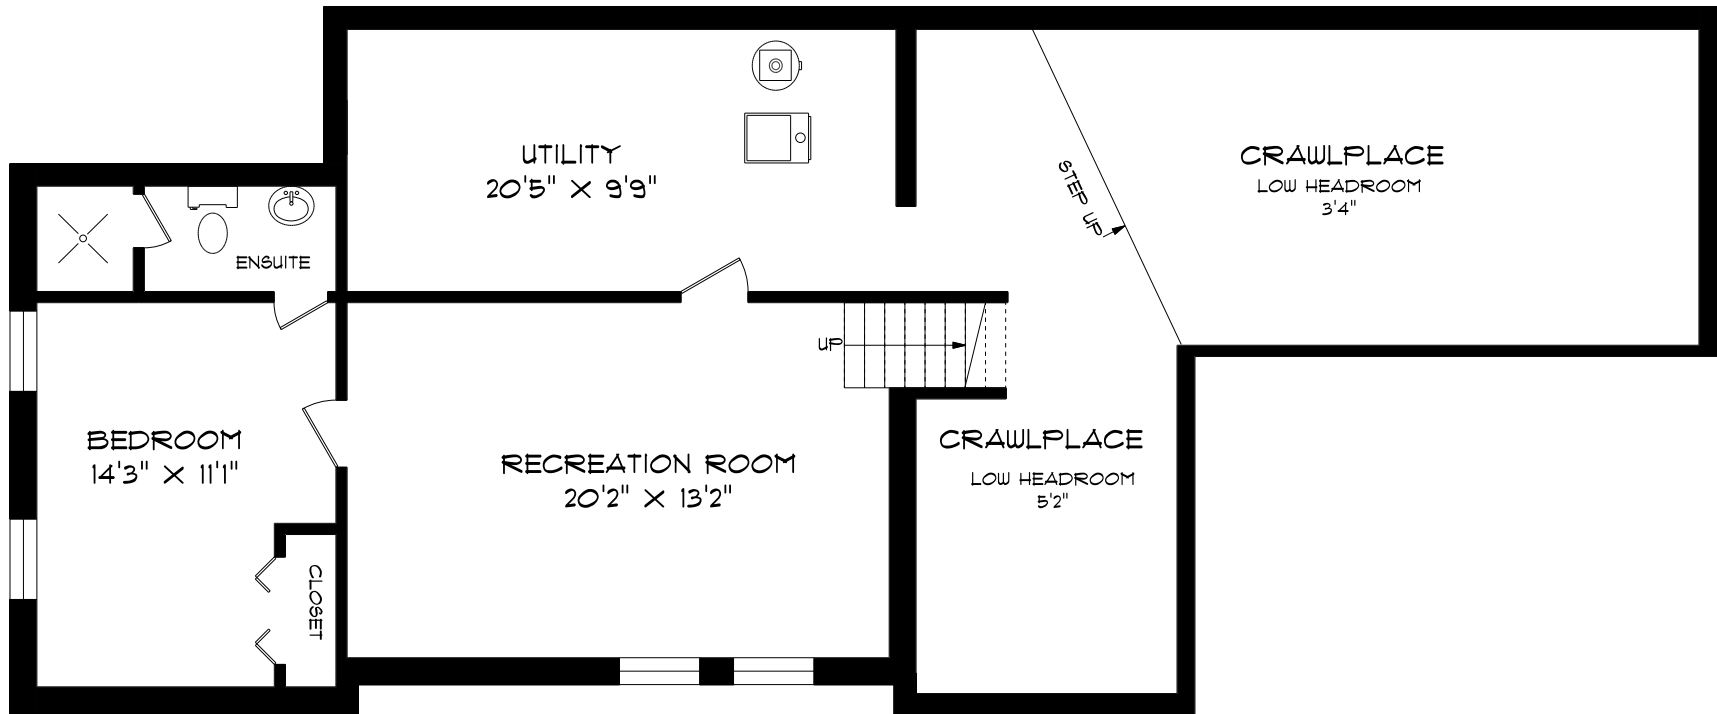 UTILITY
20'5" X 9'9"
CRAWLPLACE
LOW HEADROOM
3'4"
STEP UP
ENSUITE
UP
BEDROOM
14'3" X 11'1"
RECREATION ROOM
20'2" X 13'2"
CRAWLPLACE
LOW HEADROOM
5'2"
CLOSET